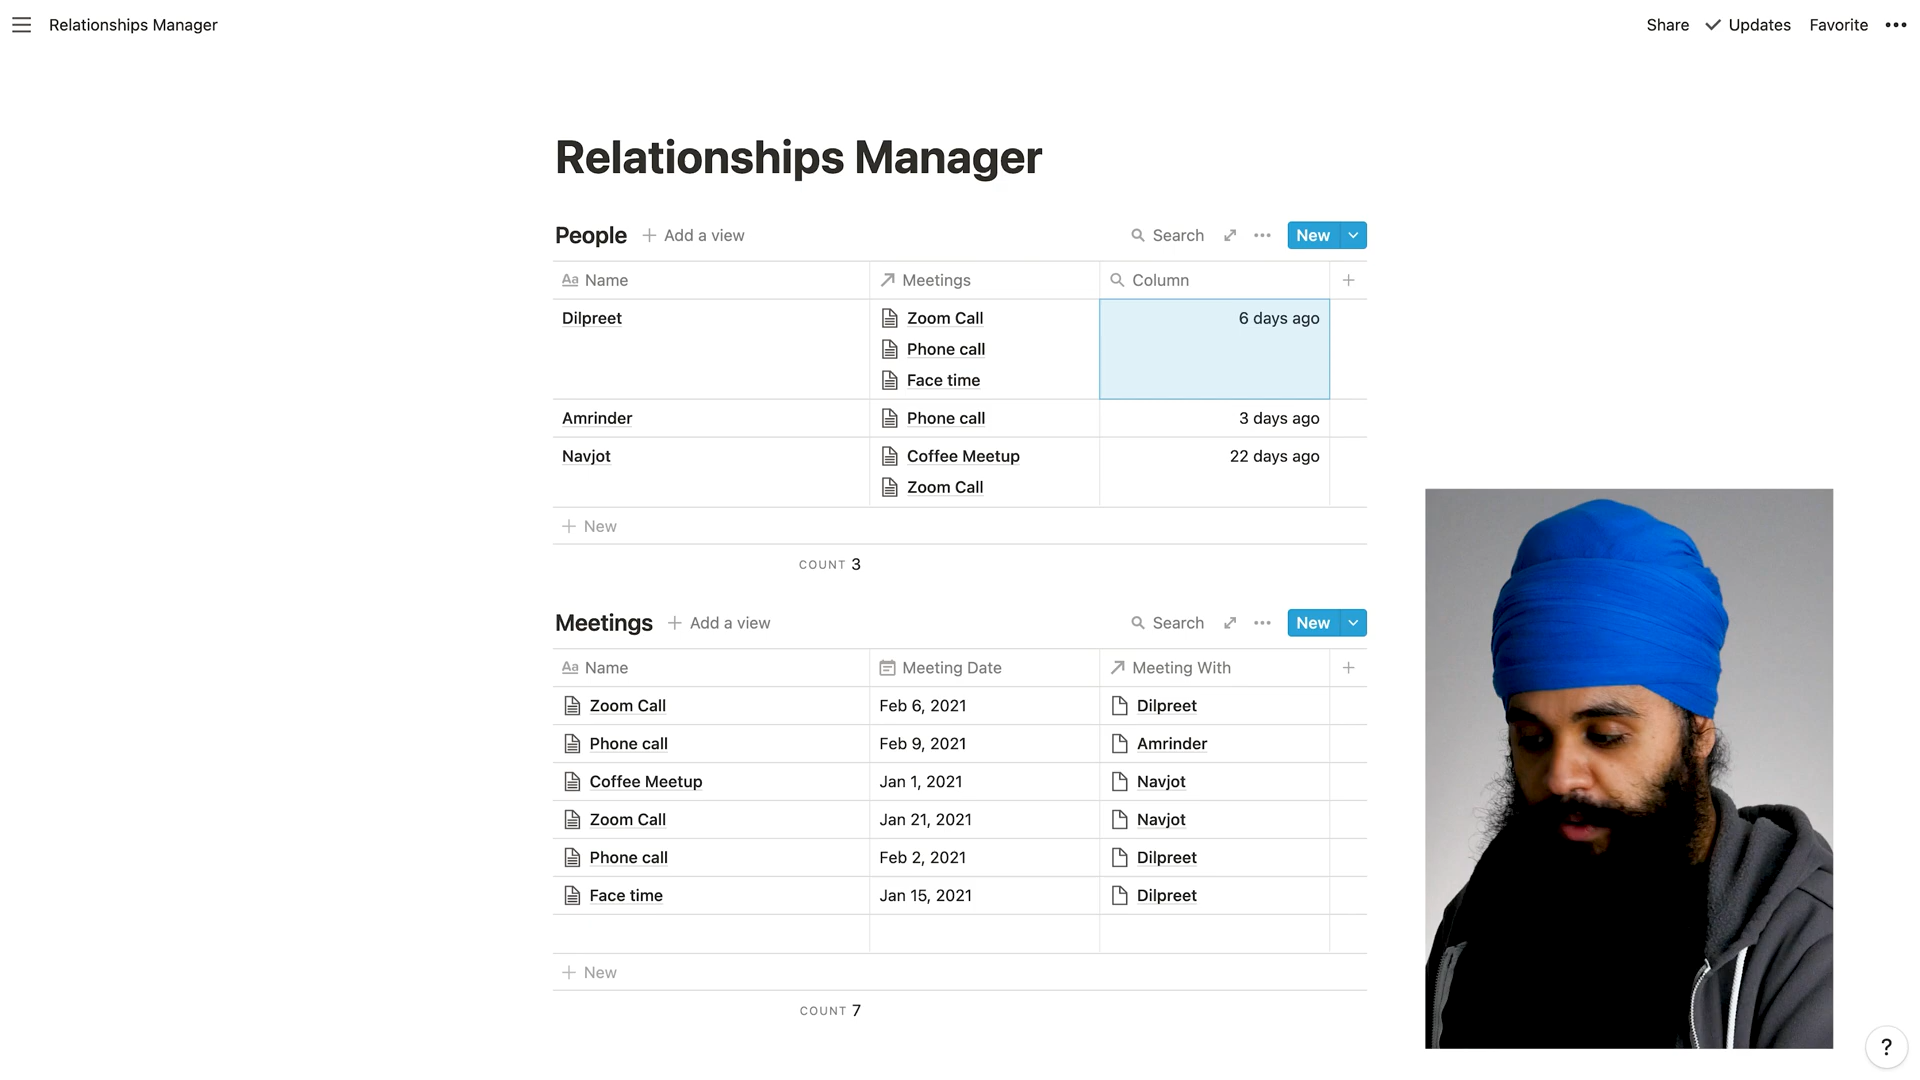 Relationships Manager
Share Updates Favorite
Relationships Manager
People Add a view Search New
Aa Name Meetings Column
Dilpreet Zoom Call 6 days ago
Phone call
Face time
Amrinder Phone call 3 days ago
Navjot Coffee Meetup 22 days ago
Zoom Call
New
COUNT 3
Meetings Add a view Search New
Aa Name Meeting Date Meeting With
Zoom Call Feb 6, 2021 Dilpreet
Phone call Feb 9, 2021 Amrinder
Coffee Meetup Jan 1, 2021 Navjot
Zoom Call Jan 21, 2021 Navjot
Phone call Feb 2, 2021 Dilpreet
Face time Jan 15, 2021 Dilpreet
New
COUNT 7
?